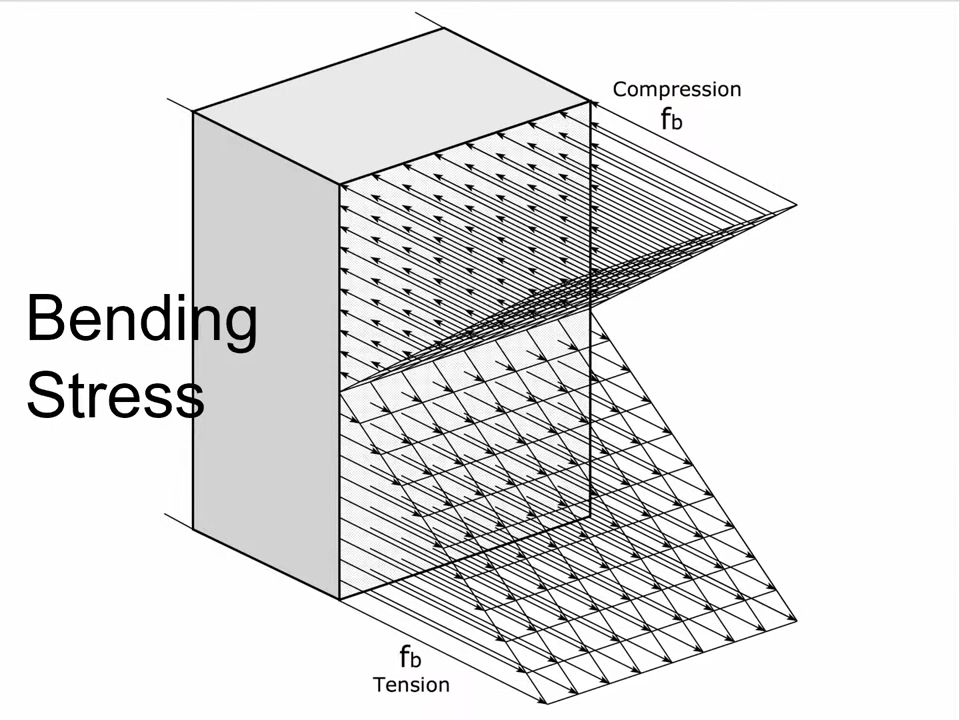 Compression
fb
Bending
Stress
fb
Tension